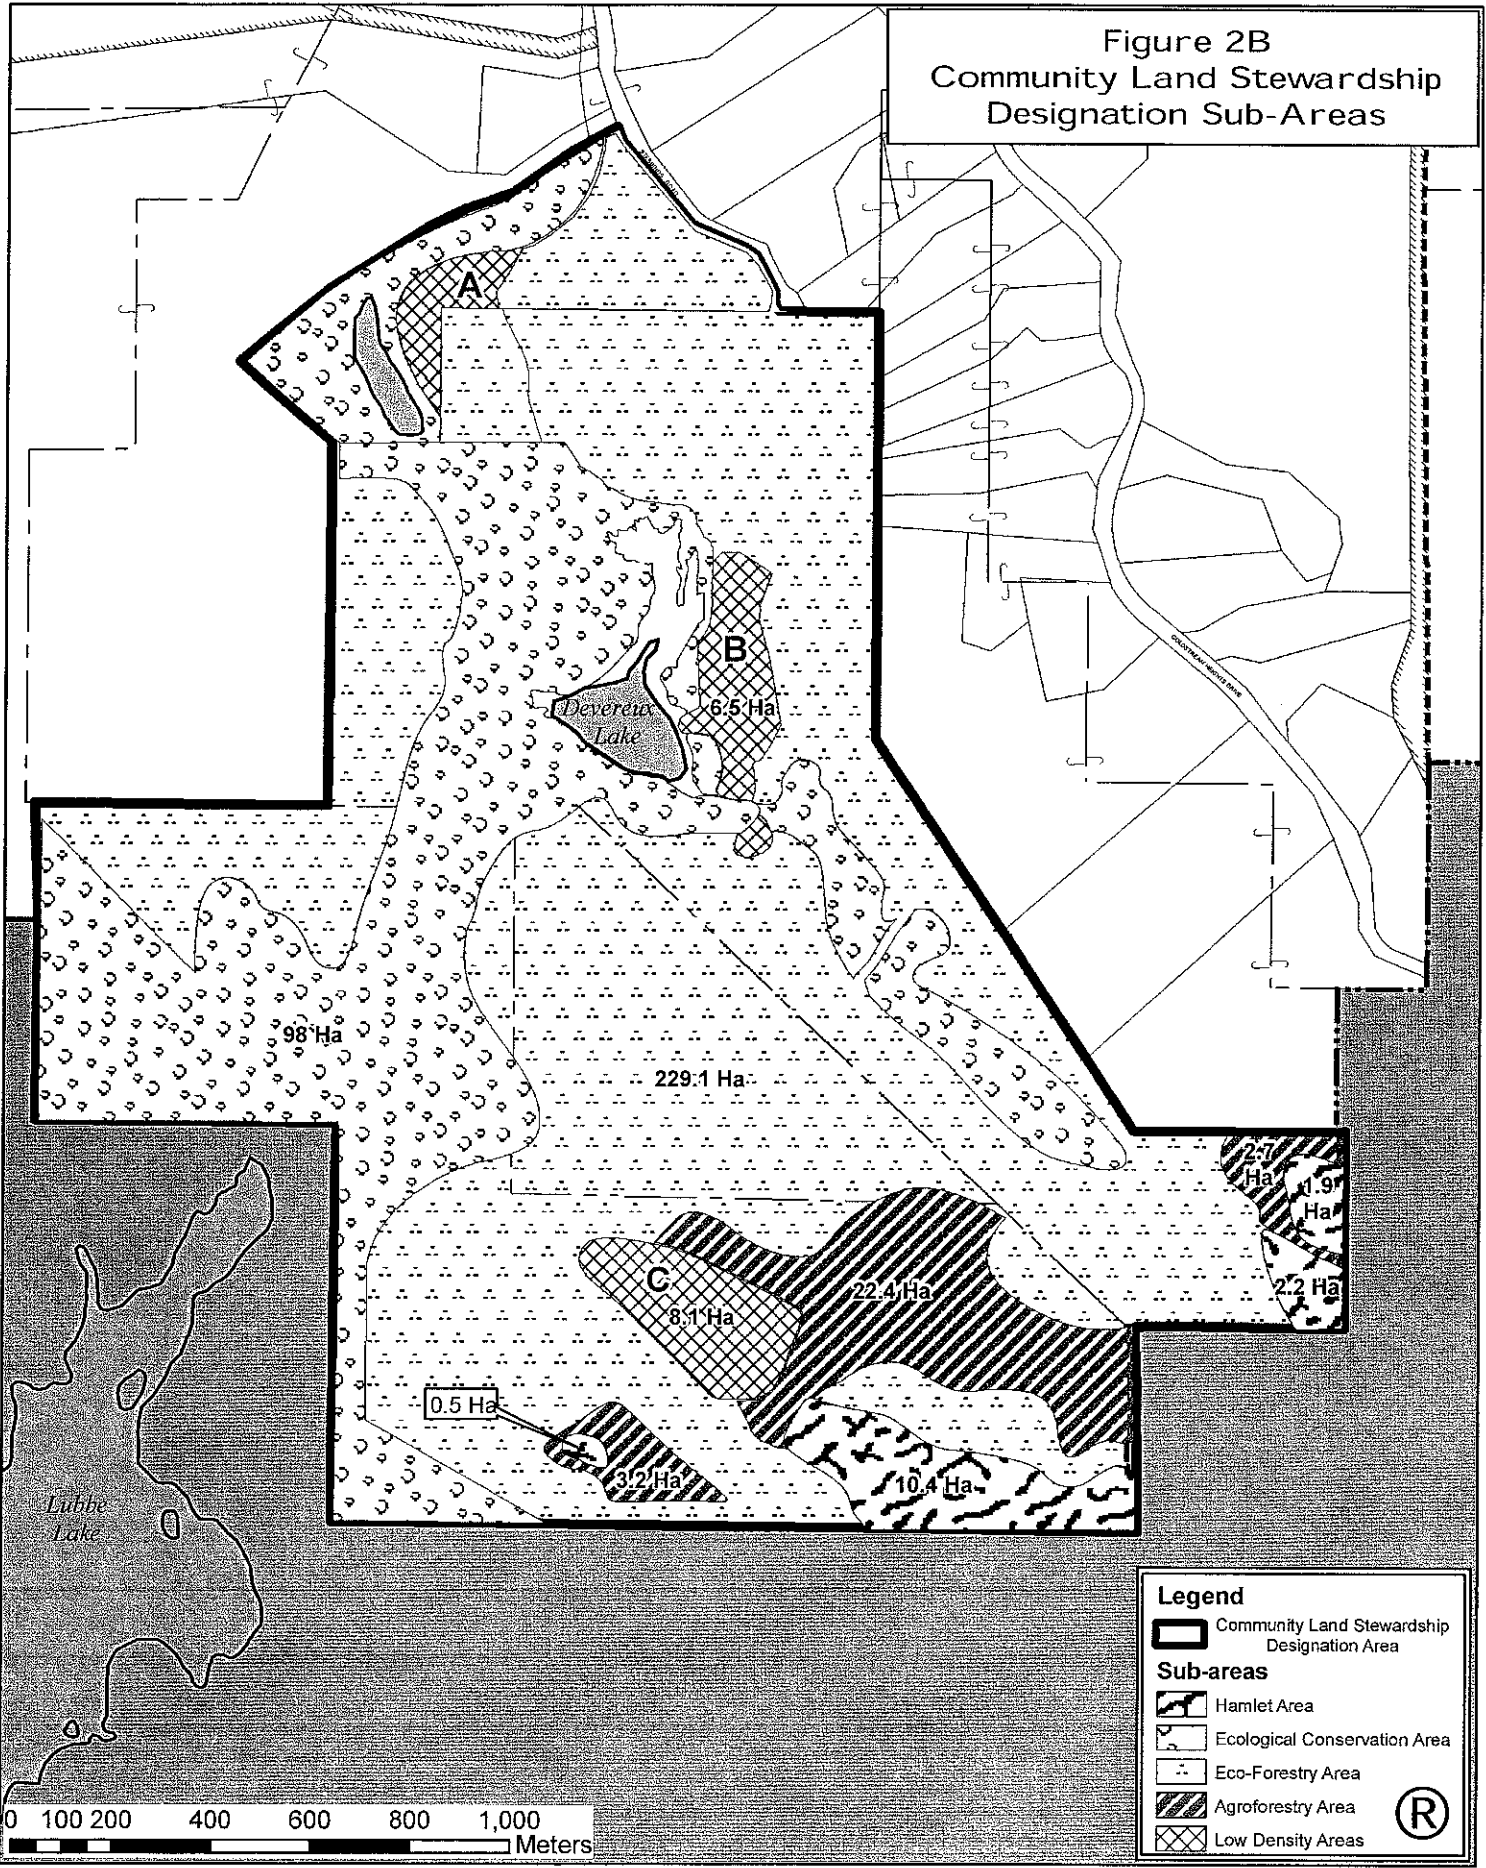 Figure 2B
Community Land Stewardship
Designation Sub-Areas
A
B
6.5 Ha
Devereux
Lake
98 Ha
229.1 Ha
COLDSTREAM HEIGHTS DRIVE
2.7
Ha
1.9
Ha
2.2 Ha
C
8.1 Ha
22.4 Ha
0.5 Ha
3.2 Ha
10.4 Ha
Lubbe
Lake
Legend
Community Land Stewardship
Designation Area
Sub-areas
Hamlet Area
Ecological Conservation Area
Eco-Forestry Area
Agroforestry Area
Low Density Areas
®
0 100 200 400 600 800 1,000
Meters